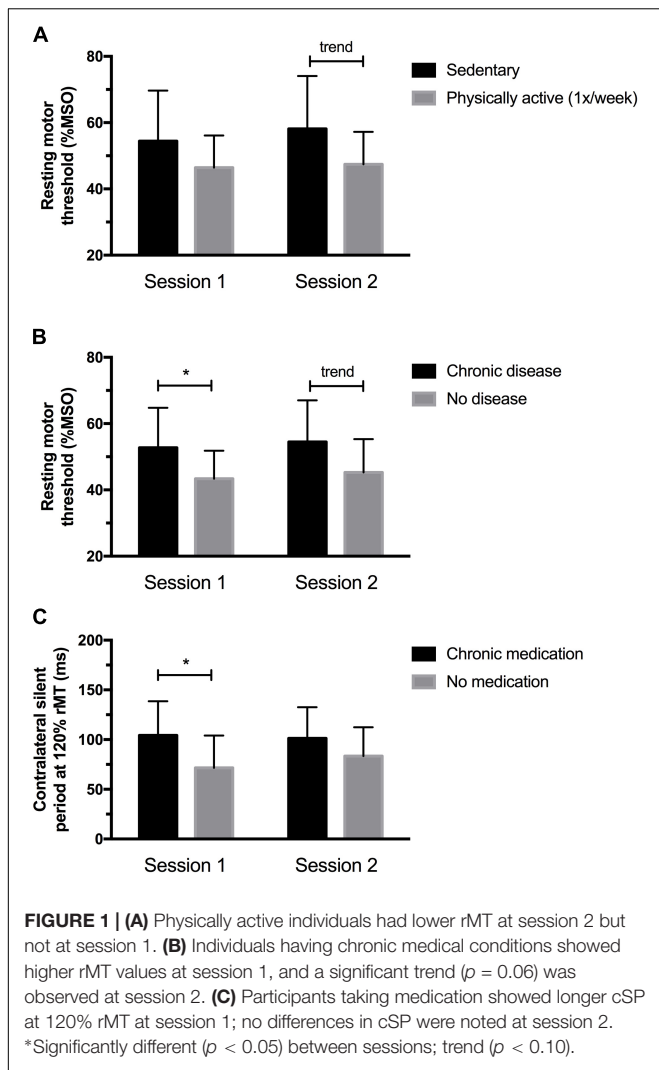 A
trend
80
60
40
20
Resting motor
threshold (%MSO)
Session 1
Session 2
Sedentary
Physically active (1x/week)
B
*
trend
80
60
40
20
Resting motor
threshold (%MSO)
Session 1
Session 2
Chronic disease
No disease
C
*
200
150
100
50
0
Contralateral silent
period at 120% rMT (ms)
Session 1
Session 2
Chronic medication
No medication
FIGURE 1 | (A) Physically active individuals had lower rMT at session 2 but
not at session 1. (B) Individuals having chronic medical conditions showed
higher rMT values at session 1, and a significant trend (p = 0.06) was
observed at session 2. (C) Participants taking medication showed longer cSP
at 120% rMT at session 1; no differences in cSP were noted at session 2.
*Significantly different (p < 0.05) between sessions; trend (p < 0.10).